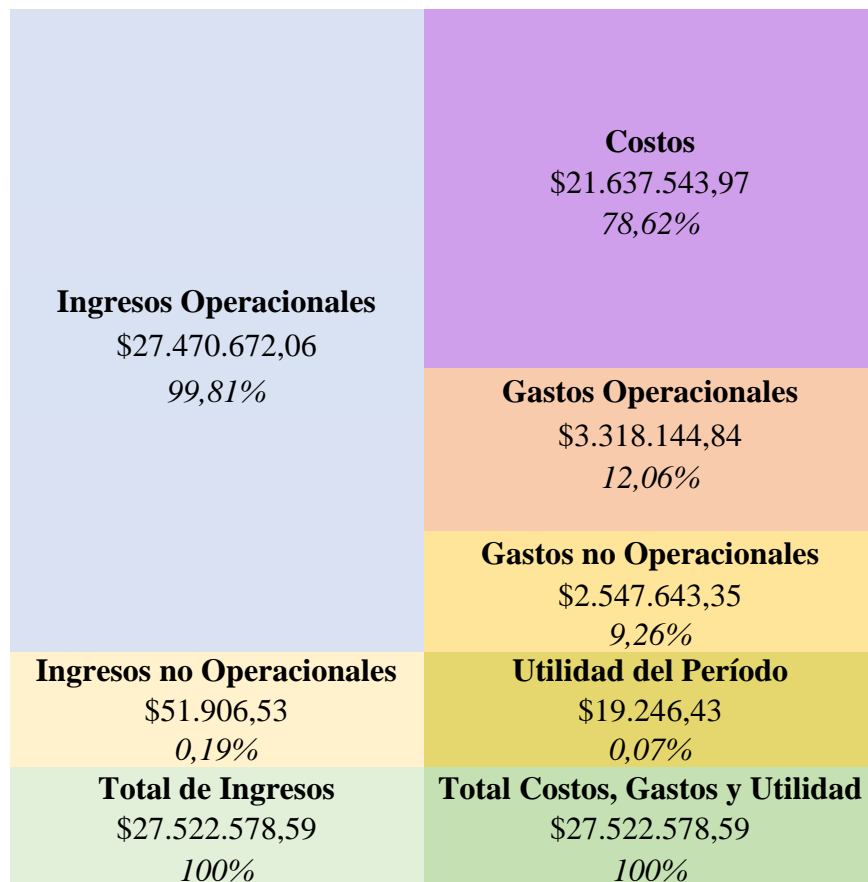 Ingresos Operacionales
$27.470.672,06
99,81%
Ingresos no Operacionales
$51.906,53
0,19%
Total de Ingresos
$27.522.578,59
100%
Costos
$21.637.543,97
78,62%
Gastos Operacionales
$3.318.144,84
12,06%
Gastos no Operacionales
$2.547.643,35
9,26%
Utilidad del Período
$19.246,43
0,07%
Total Costos, Gastos y Utilidad
$27.522.578,59
100%